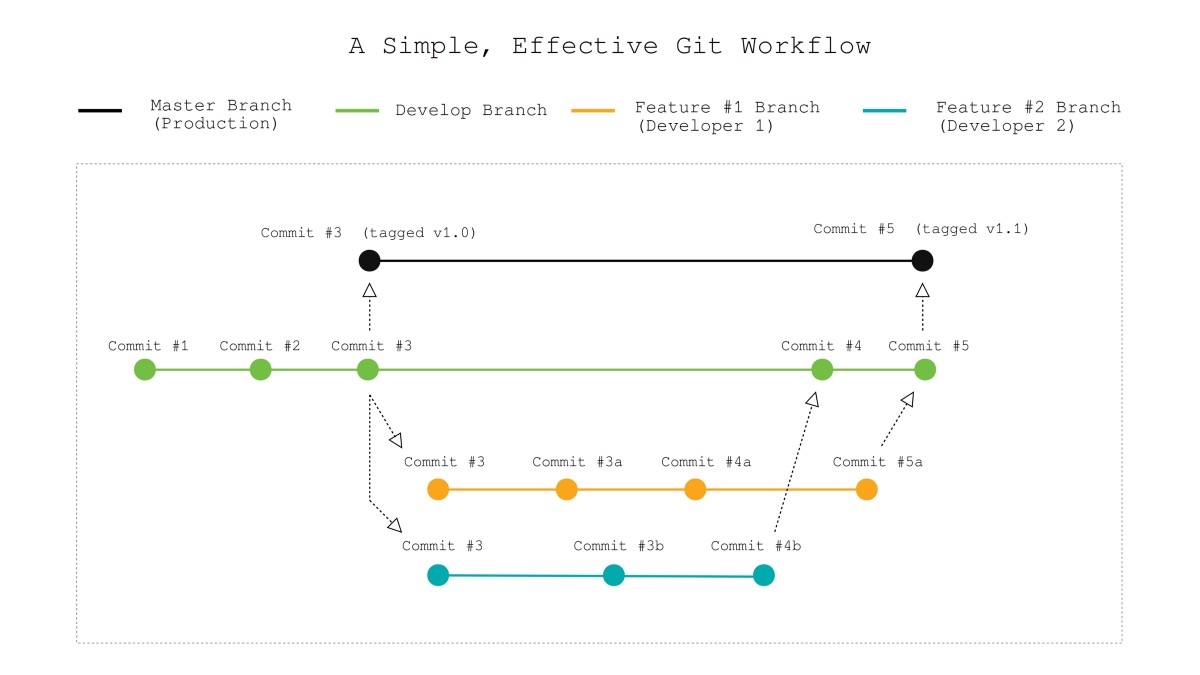 A Simple, Effective Git Workflow
Master Branch
(Production)
Develop Branch
Feature #1 Branch
(Developer 1)
Feature #2 Branch
(Developer 2)
Commit #3 (tagged v1.0)
Commit #5 (tagged v1.1)
Commit #1
Commit #2
Commit #3
Commit #4
Commit #5
Commit #3
Commit #3a
Commit #4a
Commit #5a
Commit #3
Commit #3b
Commit #4b